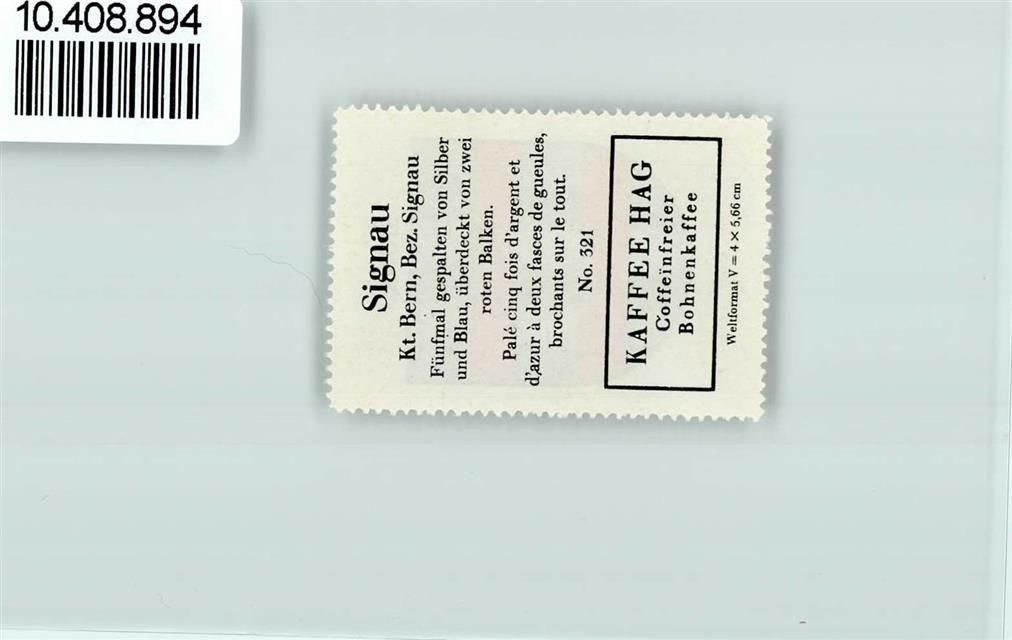 10.408.894
Signau
Kt. Bern, Bez. Signau
Fünfmal gespalten von Silber
und Blau, überdeckt von zwei
roten Balken.
Palé cinq fois d'argent et
d'azur à deux fasces de gueules,
brochants sur le tout.
No. 321
KAFFEE HAG
Coffeïnfreier
Bohnenkaffee
Weltformat V = 4 × 5,66 cm